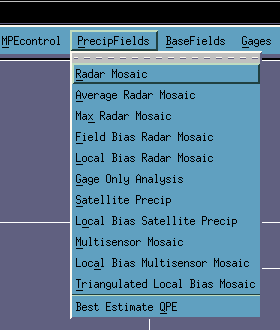 MPEcontrol PrecipFields BaseFields Gages
Radar Mosaic
Average Radar Mosaic
Max Radar Mosaic
Field Bias Radar Mosaic
Local Bias Radar Mosaic
Gage Only Analysis
Satellite Precip
Local Bias Satellite Precip
Multisensor Mosaic
Local Bias Multisensor Mosaic
Triangulated Local Bias Mosaic
Best Estimate QPE